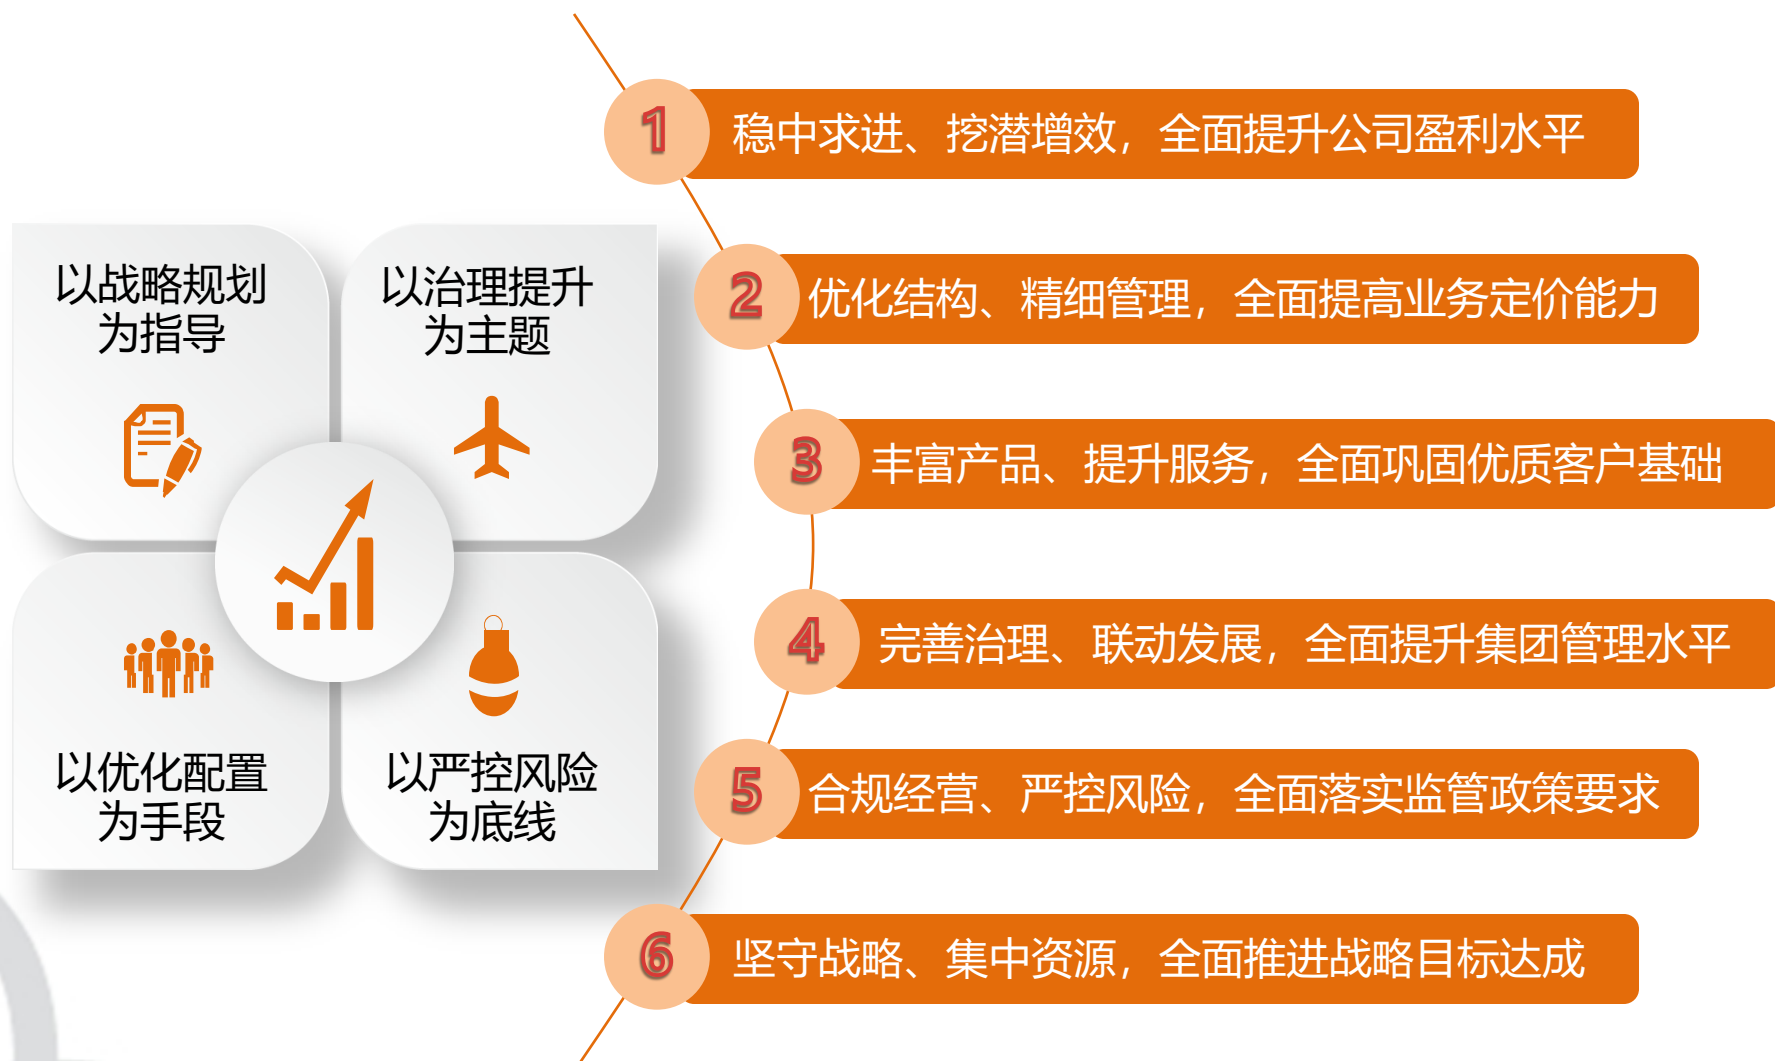 以战略规划
为指导
以治理提升
为主题
以优化配置
为手段
以严控风险
为底线
1 稳中求进、挖潜增效，全面提升公司盈利水平
2 优化结构、精细管理，全面提高业务定价能力
3 丰富产品、提升服务，全面巩固优质客户基础
4 完善治理、联动发展，全面提升集团管理水平
5 合规经营、严控风险，全面落实监管政策要求
6 坚守战略、集中资源，全面推进战略目标达成